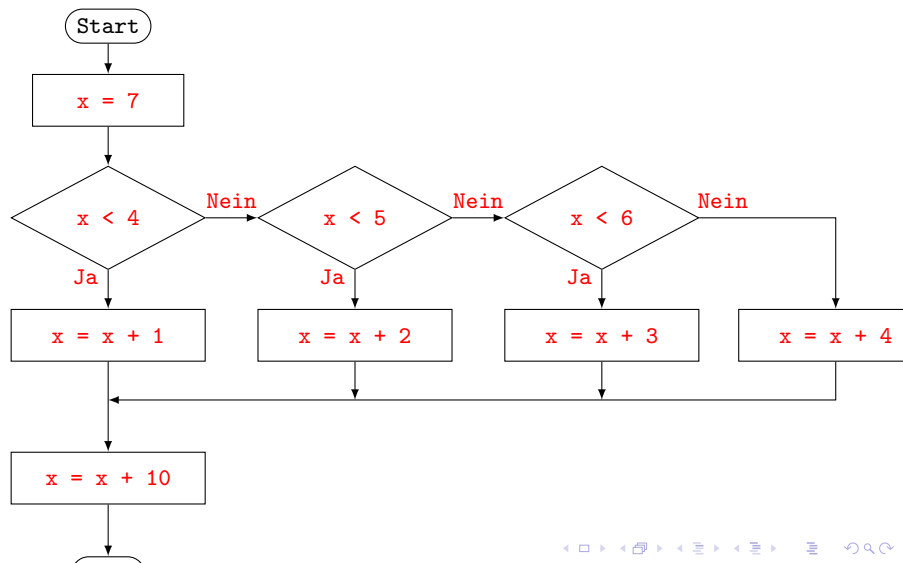 Start
x = 7
x < 4
Nein
x < 5
Nein
x < 6
Nein
Ja
Ja
Ja
x = x + 1
x = x + 2
x = x + 3
x = x + 4
x = x + 10